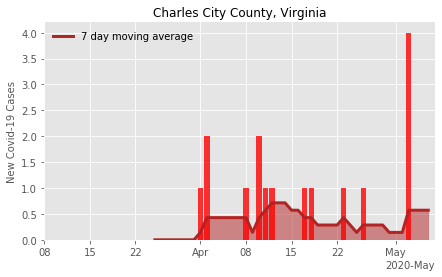 Charles City County, Virginia
7 day moving average
New Covid-19 Cases
4.0
3.5
3.0
2.5
2.0
1.5
1.0
0.5
0.0
08 15 22 Apr 08 15 22 May
2020-May